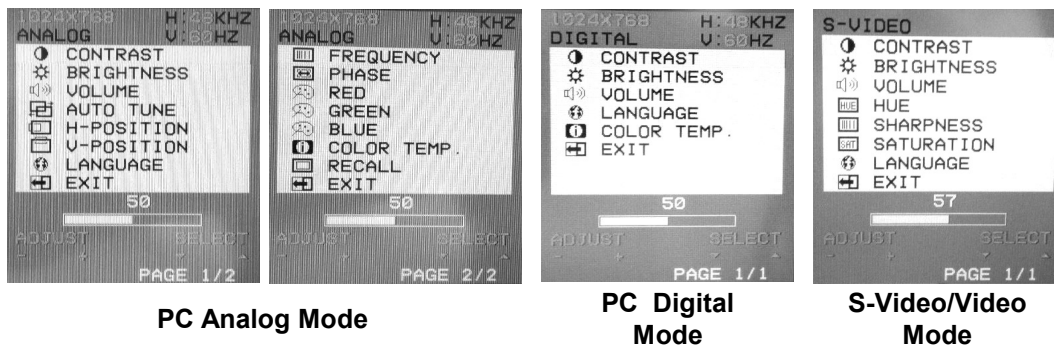 1024X768 H:48KHZ
ANALOG V:60HZ
CONTRAST
BRIGHTNESS
VOLUME
AUTO TUNE
H-POSITION
V-POSITION
LANGUAGE
EXIT
50
ADJUST SELECT
- + 
PAGE 1/2
1024X768 H:48KHZ
ANALOG V:60HZ
FREQUENCY
PHASE
RED
GREEN
BLUE
COLOR TEMP.
RECALL
EXIT
50
ADJUST SELECT
- +
PAGE 2/2
PC Analog Mode
1024X768 H:48KHZ
DIGITAL V:60HZ
CONTRAST
BRIGHTNESS
VOLUME
LANGUAGE
COLOR TEMP.
EXIT
50
ADJUST SELECT
- +
PAGE 1/1
PC Digital
Mode
S-VIDEO
CONTRAST
BRIGHTNESS
VOLUME
HUE HUE
SHARPNESS
SAT SATURATION
LANGUAGE
EXIT
57
ADJUST SELECT
- +
PAGE 1/1
S-Video/Video
Mode